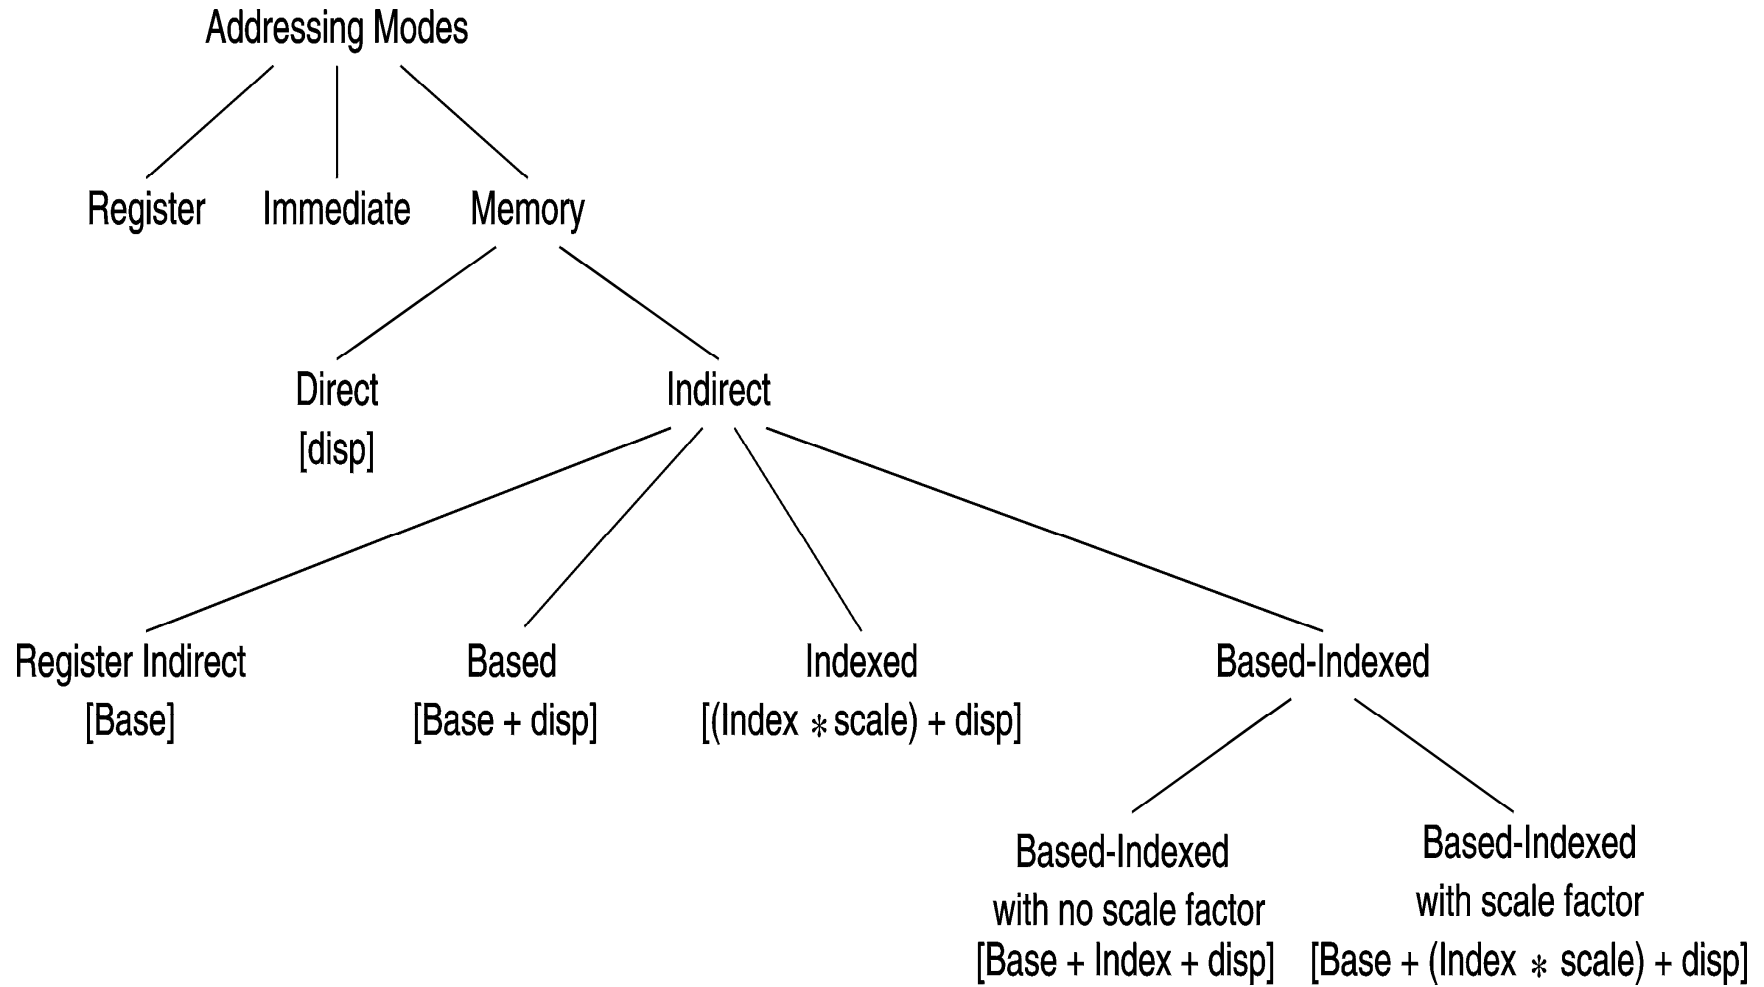 Addressing Modes
Register Immediate Memory
Direct Indirect
[disp]
Register Indirect Based Indexed Based-Indexed
[Base] [Base + disp] [(Index * scale) + disp]
Based-Indexed
with no scale factor
[Base + Index + disp]
Based-Indexed
with scale factor
[Base + (Index * scale) + disp]